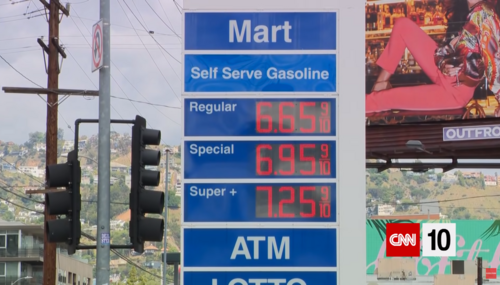 Mart
Self Serve Gasoline
Regular 6.65 9/10
Special 6.95 9/10
Super + 7.25 9/10
ATM
LOTTO
OUTFRO
CNN 10